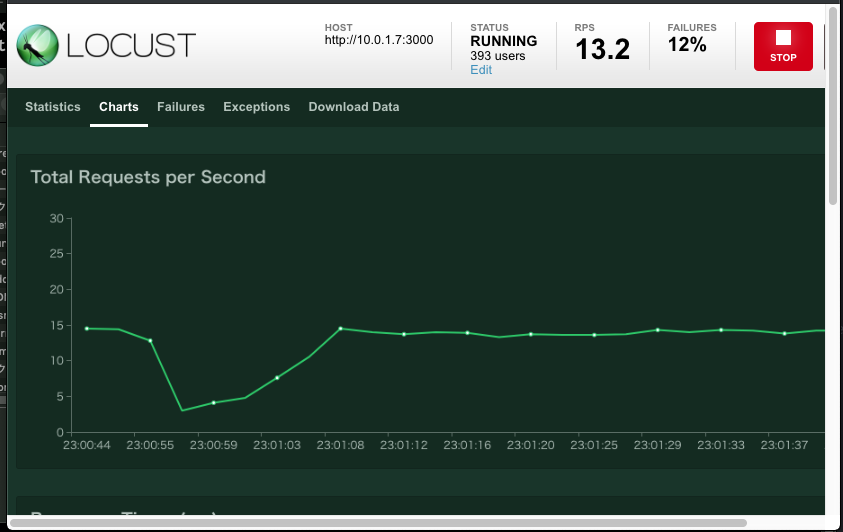 LOCUST
HOST
http://10.0.1.7:3000
STATUS
RUNNING
393 users
Edit
RPS
13.2
FAILURES
12%
STOP
Statistics Charts Failures Exceptions Download Data
Total Requests per Second
30
25
20
15
10
5
0
23:00:44 23:00:55 23:00:59 23:01:03 23:01:08 23:01:12 23:01:16 23:01:20 23:01:25 23:01:29 23:01:33 23:01:37